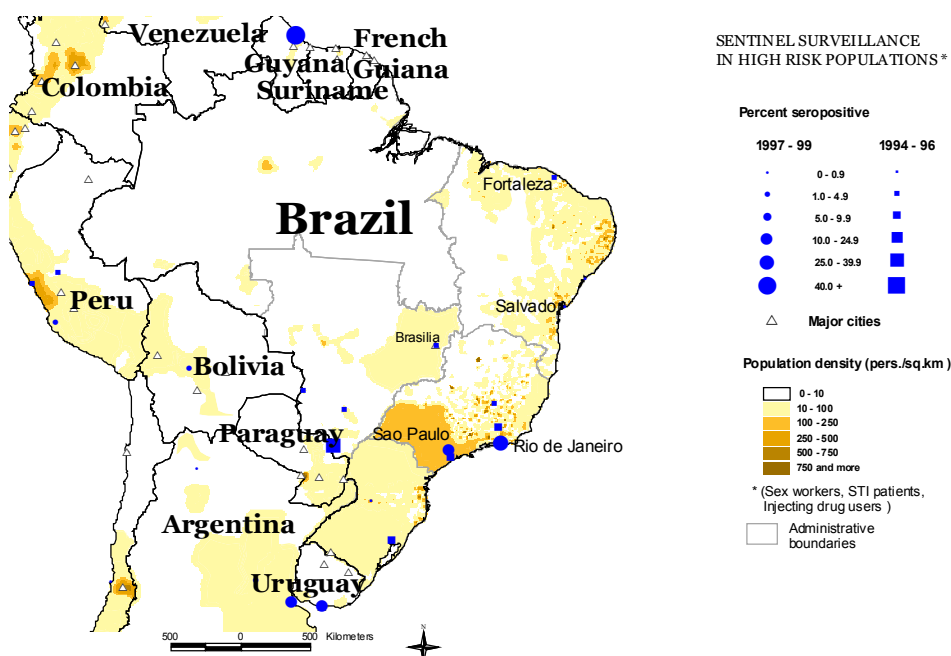 Venezuela
French
Guyana
Guiana
Suriname
Colombia
Fortaleza
Brazil
Peru
Salvado
Brasilia
Bolivia
Paraguay
Sao Paulo
Rio de Janeiro
Argentina
Uruguay
500 0 500 Kilometers
N
SENTINEL SURVEILLANCE
IN HIGH RISK POPULATIONS *
Percent seropositive
1997 - 99 1994 - 96
0 - 0.9
1.0 - 4.9
5.0 - 9.9
10.0 - 24.9
25.0 - 39.9
40.0 +
Major cities
Population density (pers./sq.km )
0 - 10
10 - 100
100 - 250
250 - 500
500 - 750
750 and more
* (Sex workers, STI patients,
Injecting drug users )
Administrative
boundaries